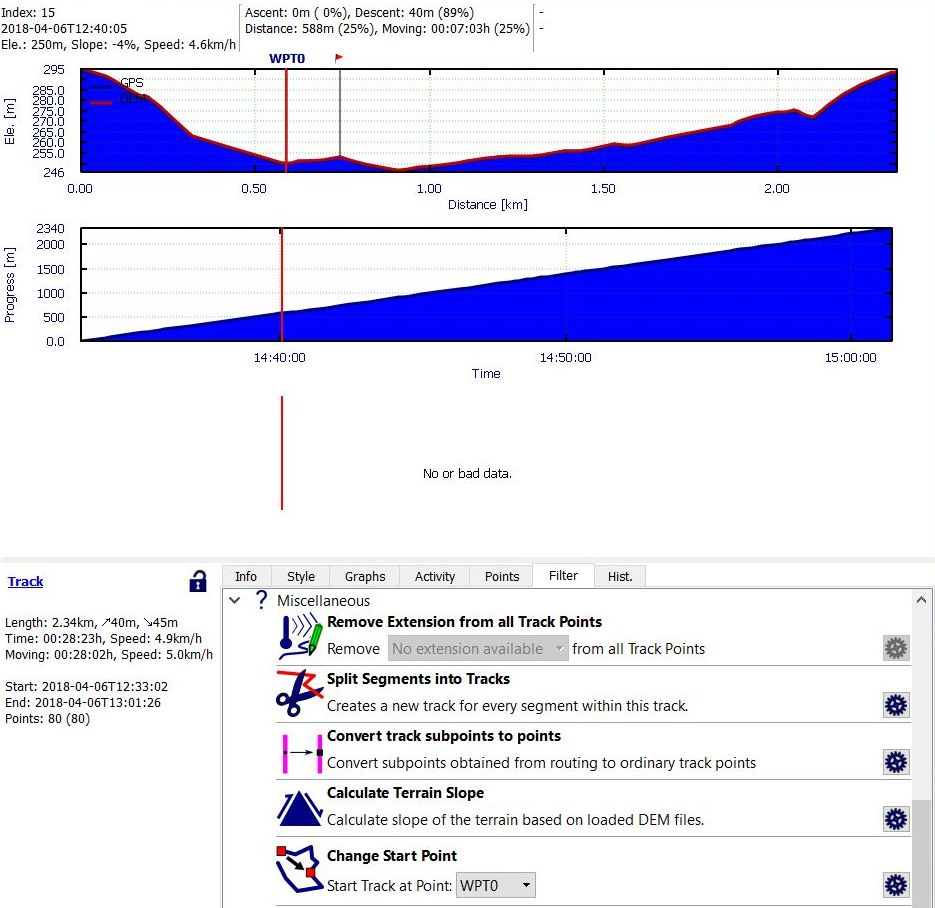 Index: 15
2018-04-06T12:40:05
Ele.: 250m, Slope: -4%, Speed: 4.6km/h
Ascent: 0m ( 0%), Descent: 40m (89%)
Distance: 588m (25%), Moving: 00:07:03h (25%)
-
-
WPT0
GPS
DEM
Ele. [m]
295
285.0
280.0
275.0
270.0
265.0
260.0
255.0
246
0.00 0.50 1.00 1.50 2.00
Distance [km]
Progress [m]
2340
2000
1500
1000
500
0.0
14:40:00 14:50:00 15:00:00
Time
No or bad data.
Track
Length: 2.34km, ↗40m, ↘45m
Time: 00:28:23h, Speed: 4.9km/h
Moving: 00:28:02h, Speed: 5.0km/h
Start: 2018-04-06T12:33:02
End: 2018-04-06T13:01:26
Points: 80 (80)
Info Style Graphs Activity Points Filter Hist.
? Miscellaneous
Remove Extension from all Track Points
Remove No extension available from all Track Points
Split Segments into Tracks
Creates a new track for every segment within this track.
Convert track subpoints to points
Convert subpoints obtained from routing to ordinary track points
Calculate Terrain Slope
Calculate slope of the terrain based on loaded DEM files.
Change Start Point
Start Track at Point: WPT0